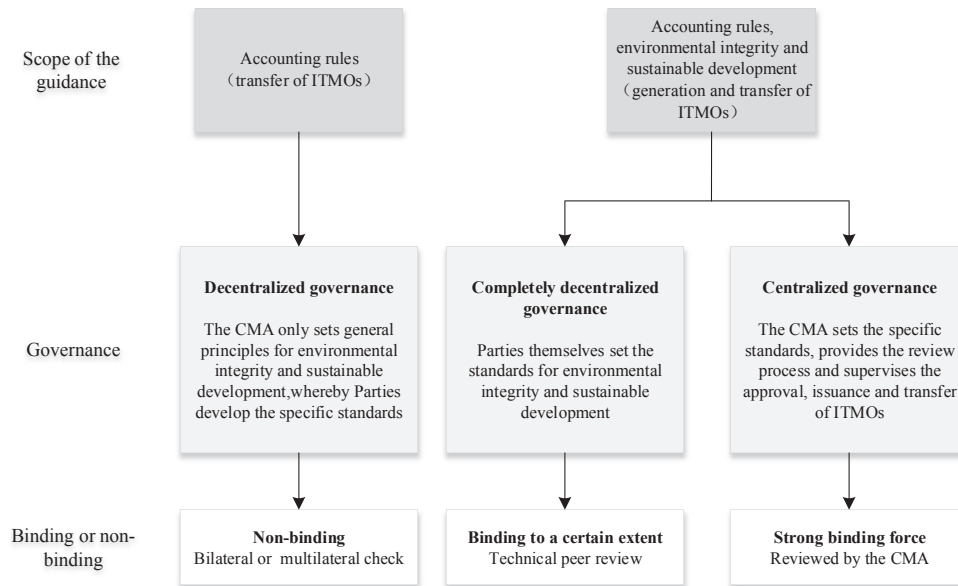 Scope of the
guidance
Accounting rules
（transfer of ITMOs）
Accounting rules,
environmental integrity and
sustainable development
（generation and transfer of
ITMOs）
Governance
Decentralized governance
The CMA only sets general
principles for environmental
integrity and sustainable
development,whereby Parties
develop the specific standards
Completely decentralized
governance
Parties themselves set the
standards for environmental
integrity and sustainable
development
Centralized governance
The CMA sets the specific
standards, provides the review
process and supervises the
approval, issuance and transfer
of ITMOs
Binding or non-
binding
Non-binding
Bilateral or multilateral check
Binding to a certain extent
Technical peer review
Strong binding force
Reviewed by the CMA